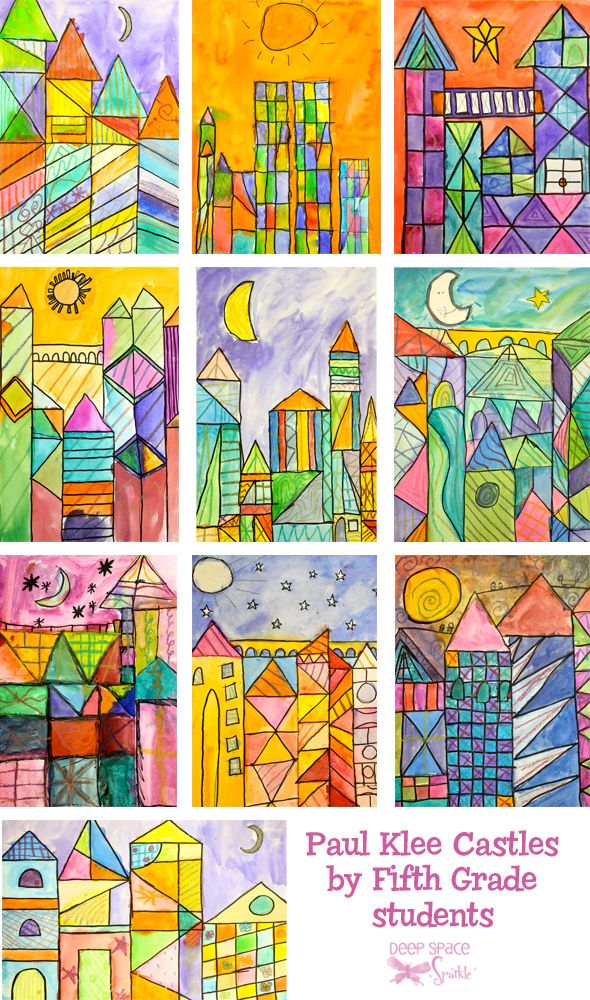 Paul Klee Castles
by Fifth Grade
students
DEEP SPACE
Sparkle